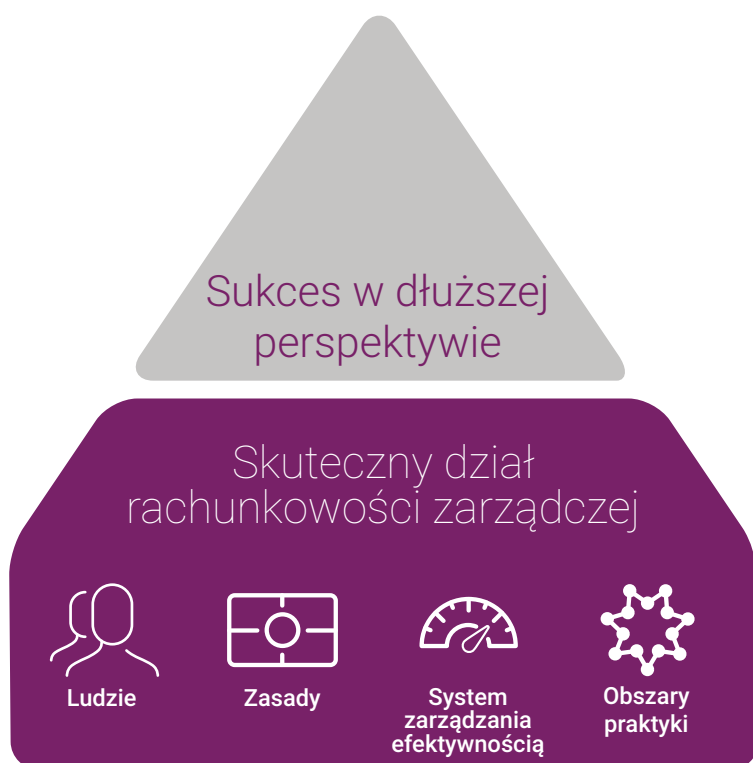 Sukces w dłuższej
perspektywie
Skuteczny dział
rachunkowości zarządczej
Ludzie
Zasady
System
zarządzania
efektywnością
Obszary
praktyki